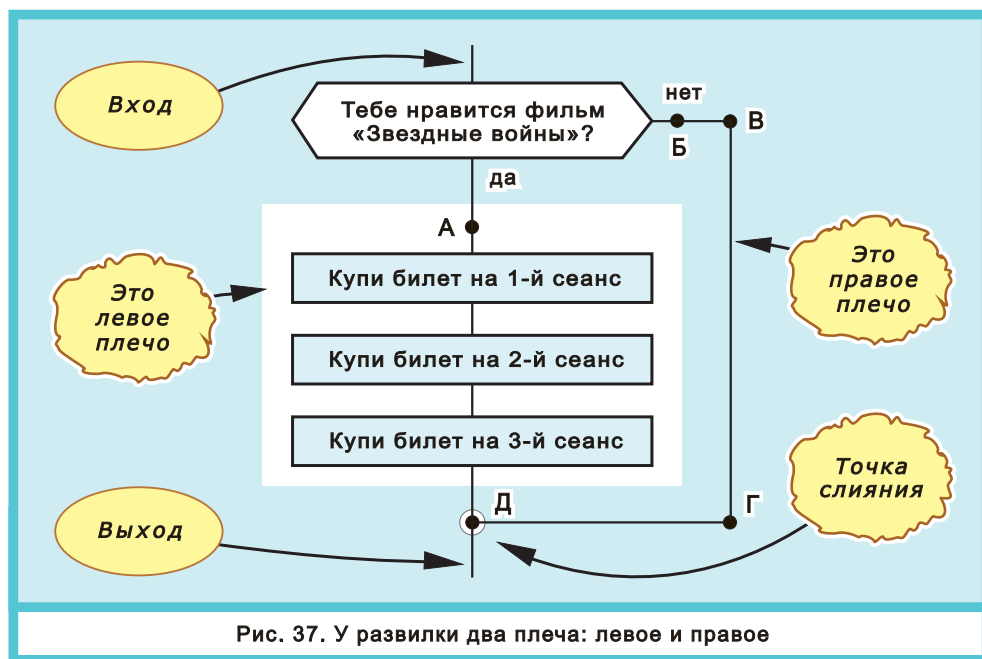 Вход
Тебе нравится фильм
«Звездные войны»?
нет
Б
В
да
А
Это
левое
плечо
Купи билет на 1-й сеанс
Купи билет на 2-й сеанс
Купи билет на 3-й сеанс
Это
правое
плечо
Точка
слияния
Д
Г
Выход
Рис. 37. У развилки два плеча: левое и правое